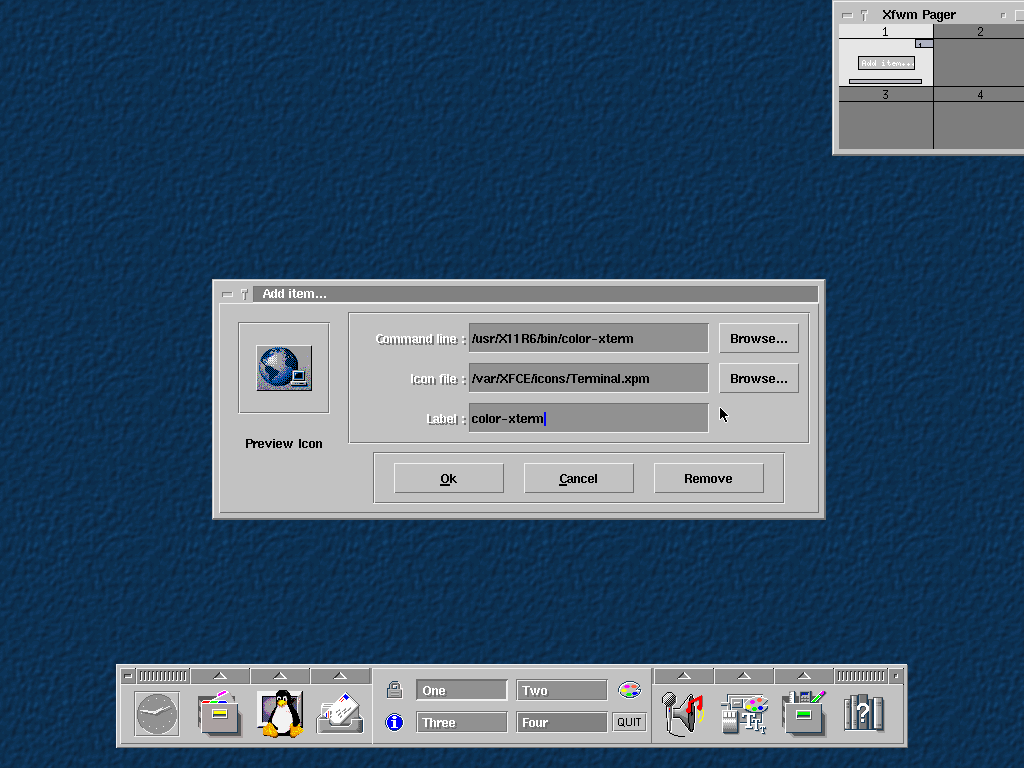 Xfwm Pager
1 2
Add item...
3 4
Add item...
Command line : /usr/X11R6/bin/color-xterm Browse...
Icon file : /var/XFCE/icons/Terminal.xpm Browse...
Label : color-xterm
Preview Icon
Ok Cancel Remove
One Two
Three Four QUIT